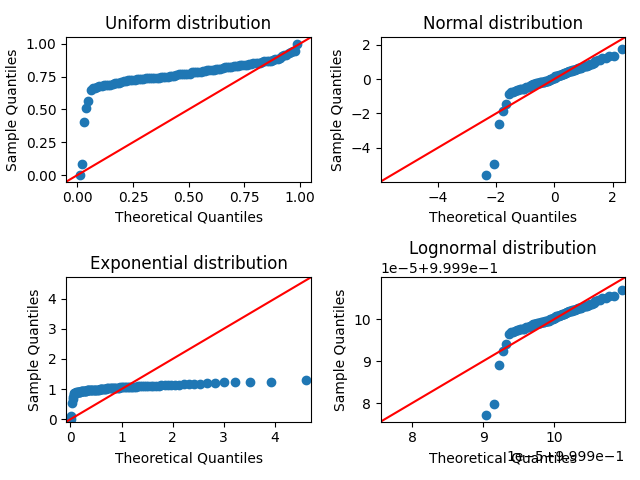 Uniform distribution
1.00
0.75
0.50
0.25
0.00
Sample Quantiles
0.00 0.25 0.50 0.75 1.00
Theoretical Quantiles
Normal distribution
2
0
−2
−4
Sample Quantiles
−4 −2 0 2
Theoretical Quantiles
Exponential distribution
4
3
2
1
0
Sample Quantiles
0 1 2 3 4
Theoretical Quantiles
Lognormal distribution
1e−5+9.999e−1
10
9
8
Sample Quantiles
8 9 10
Theoretical Quantiles
1e−5+9.999e−1